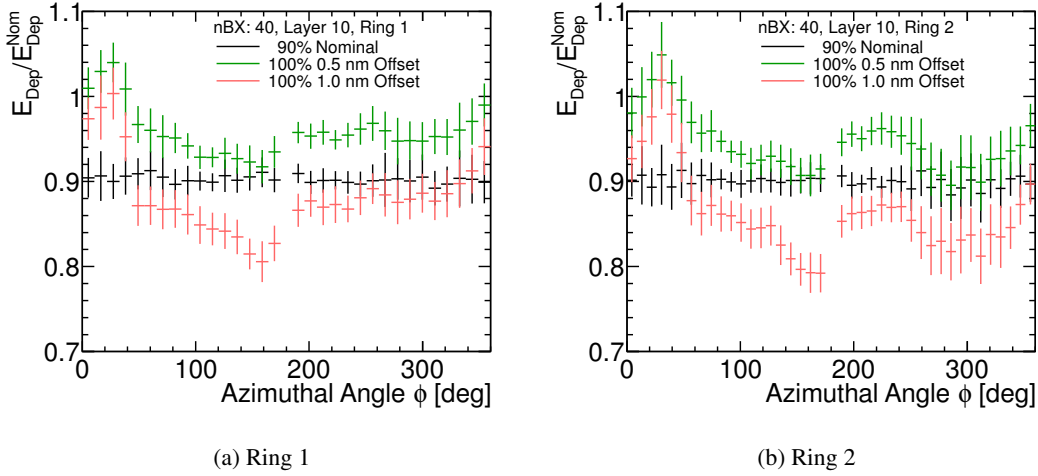 nBX: 40, Layer 10, Ring 1
90% Nominal
100% 0.5 nm Offset
100% 1.0 nm Offset
E_Dep/E_Dep^Nom
1.1
1
0.9
0.8
0.7
0 100 200 300
Azimuthal Angle ϕ [deg]
(a) Ring 1
nBX: 40, Layer 10, Ring 2
90% Nominal
100% 0.5 nm Offset
100% 1.0 nm Offset
E_Dep/E_Dep^Nom
1.1
1
0.9
0.8
0.7
0 100 200 300
Azimuthal Angle ϕ [deg]
(b) Ring 2